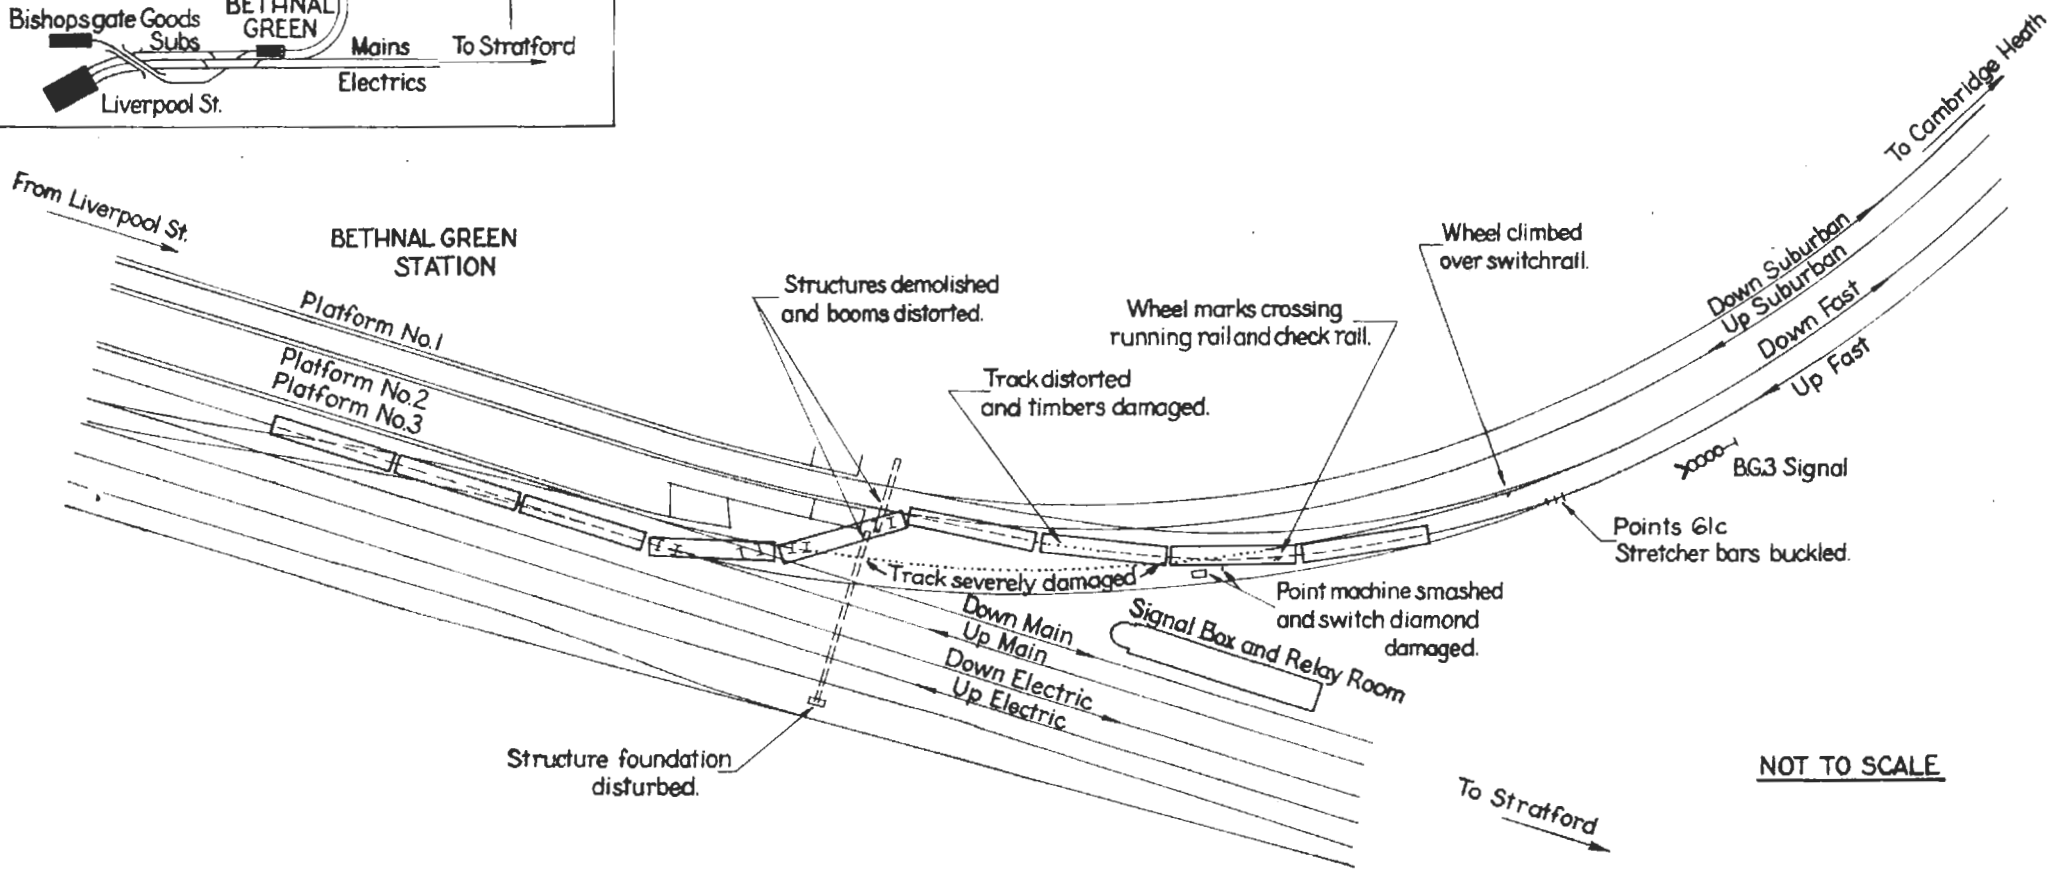 Bishopsgate Goods
BETHNAL
GREEN
Subs
Mains
To Stratford
Electrics
Liverpool St.
From Liverpool St.
BETHNAL GREEN
STATION
Platform No.1
Platform No.2
Platform No.3
Structures demolished
and booms distorted.
Track distorted
and timbers damaged.
Wheel marks crossing
running rail and check rail.
Wheel climbed
over switchrail.
To Cambridge Heath
Down Suburban
Up Suburban
Down Fast
Up Fast
B.G.3 Signal
Points 61c
Stretcher bars buckled.
Track severely damaged
Point machine smashed
and switch diamond
damaged.
Signal Box and Relay Room
Down Main
Up Main
Down Electric
Up Electric
Structure foundation
disturbed.
NOT TO SCALE
To Stratford